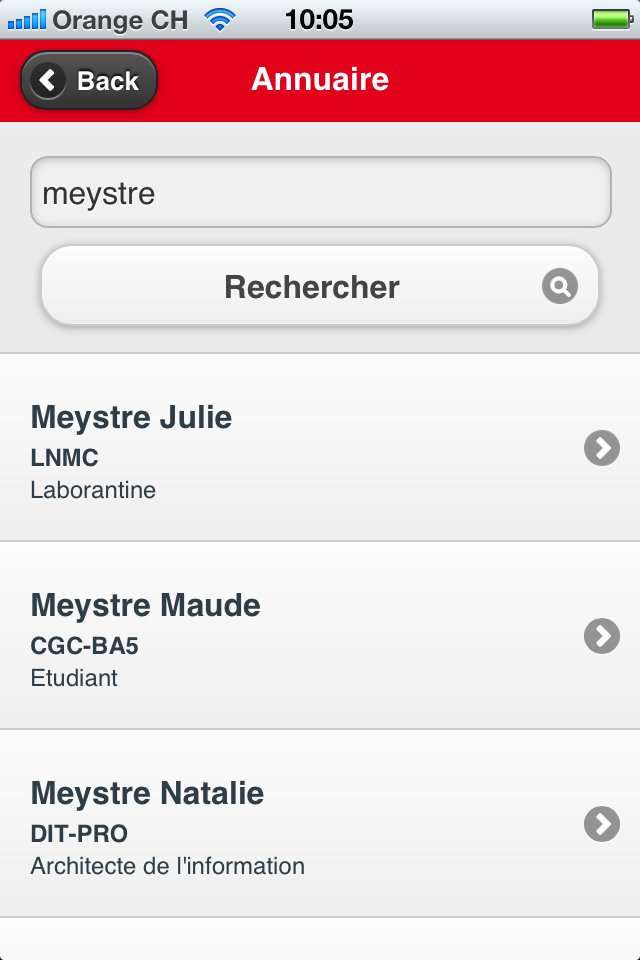 Orange CH 10:05
Back Annuaire
meystre
Rechercher
Meystre Julie
LNMC
Laborantine
Meystre Maude
CGC-BA5
Etudiant
Meystre Natalie
DIT-PRO
Architecte de l'information